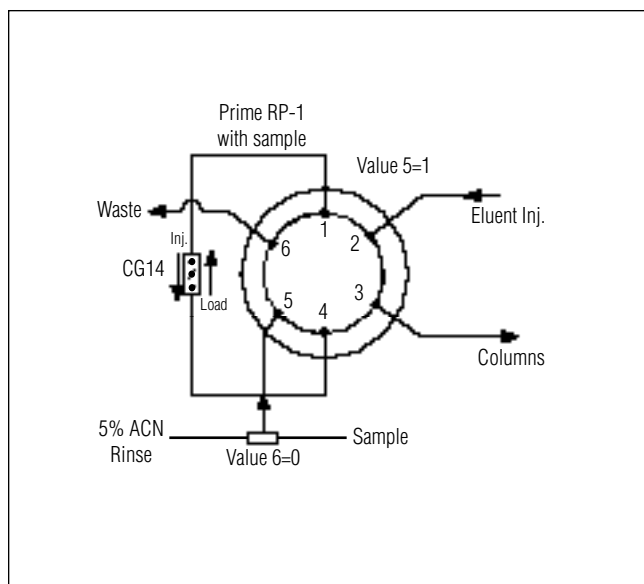 Prime RP-1
with sample
Value 5=1
Waste
Eluent Inj.
1
2
Inj.
6
CG14
5
4
3
Load
Columns
5% ACN
Rinse
Sample
Value 6=0